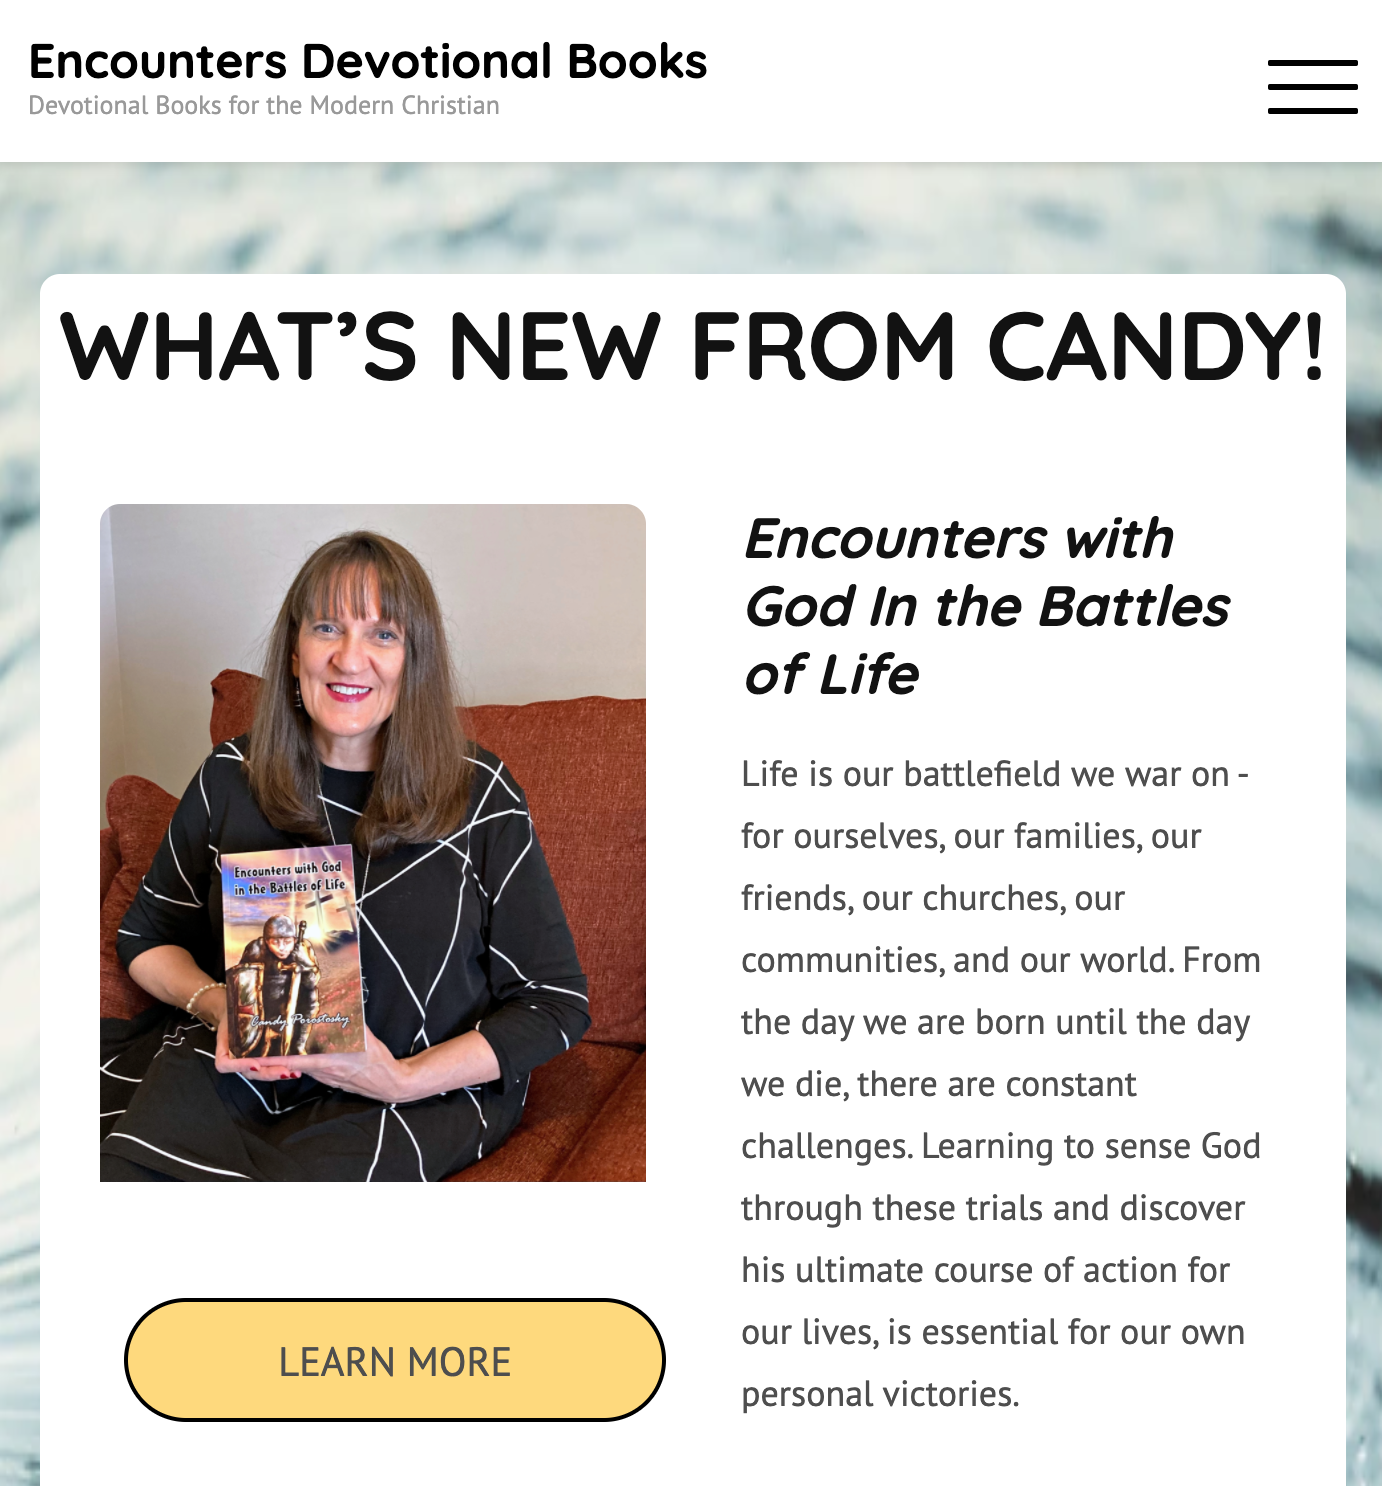 Encounters Devotional Books
Devotional Books for the Modern Christian
WHAT’S NEW FROM CANDY!
Encounters with God
in the Battles of Life
Candy Porostosky
LEARN MORE
Encounters with
God In the Battles
of Life
Life is our battlefield we war on -
for ourselves, our families, our
friends, our churches, our
communities, and our world. From
the day we are born until the day
we die, there are constant
challenges. Learning to sense God
through these trials and discover
his ultimate course of action for
our lives, is essential for our own
personal victories.